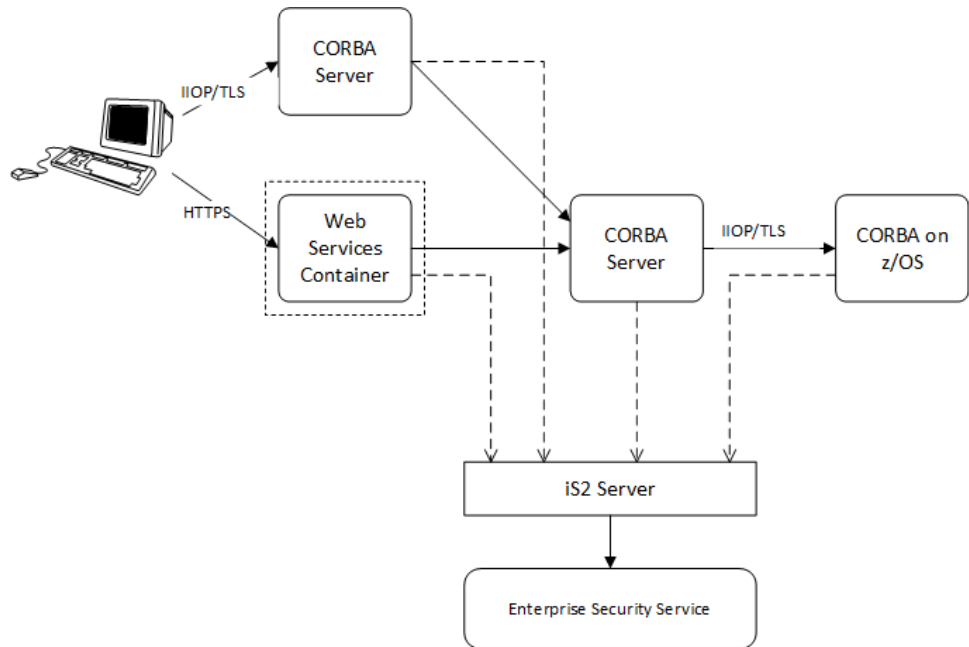 CORBA
Server
IIOP/TLS
HTTPS
Web
Services
Container
CORBA
Server
IIOP/TLS
CORBA on
z/OS
iS2 Server
Enterprise Security Service